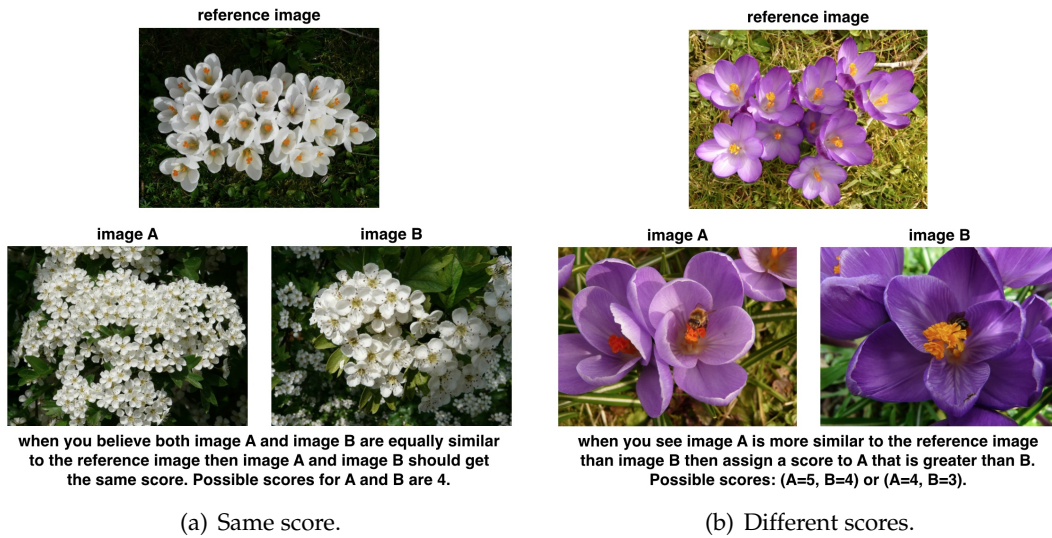 reference image
image A
image B
when you believe both image A and image B are equally similar
to the reference image then image A and image B should get
the same score. Possible scores for A and B are 4.
(a) Same score.
reference image
image A
image B
when you see image A is more similar to the reference image
than image B then assign a score to A that is greater than B.
Possible scores: (A=5, B=4) or (A=4, B=3).
(b) Different scores.